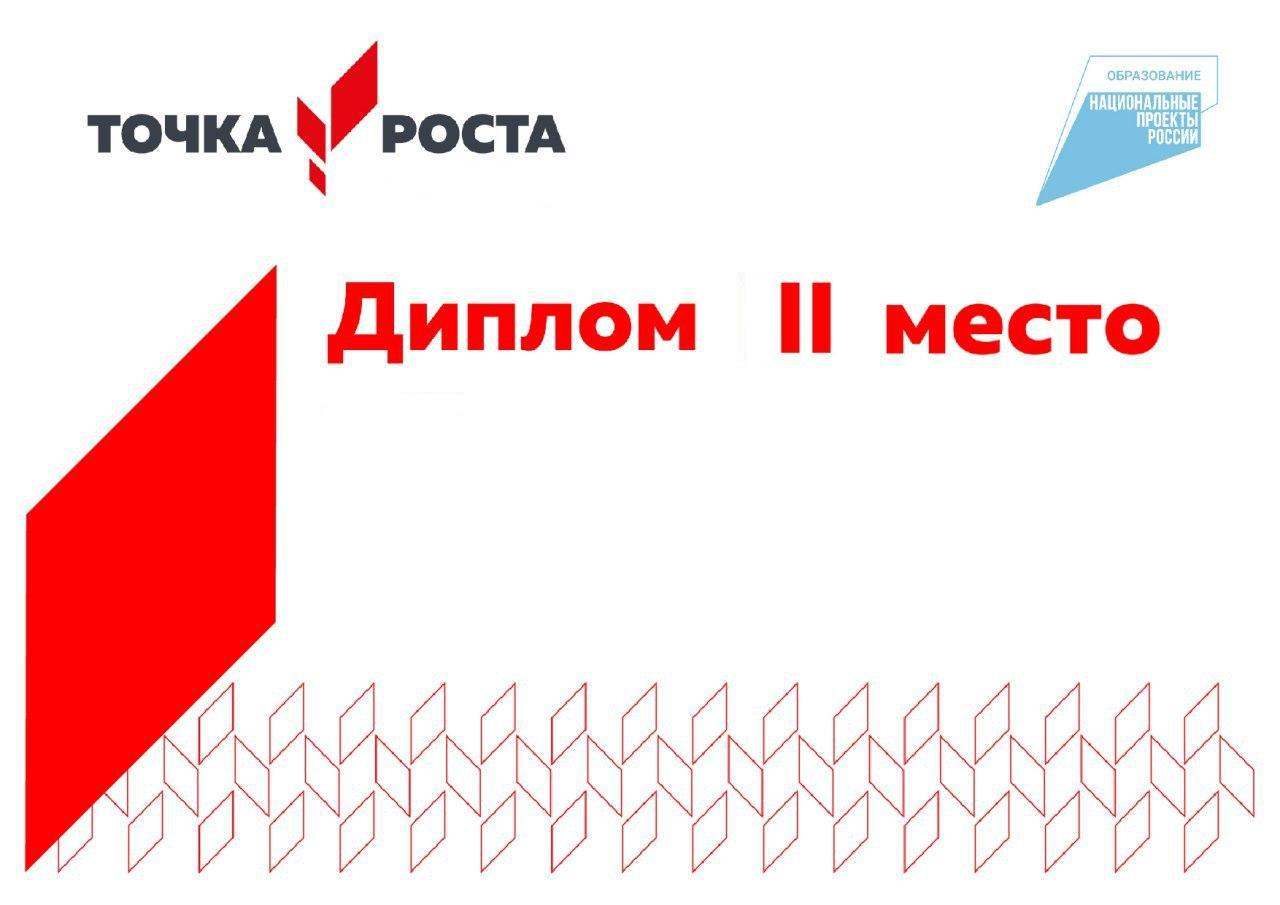 ТОЧКА РОСТА
ОБРАЗОВАНИЕ
НАЦИОНАЛЬНЫЕ
ПРОЕКТЫ
РОССИИ
Диплом II место